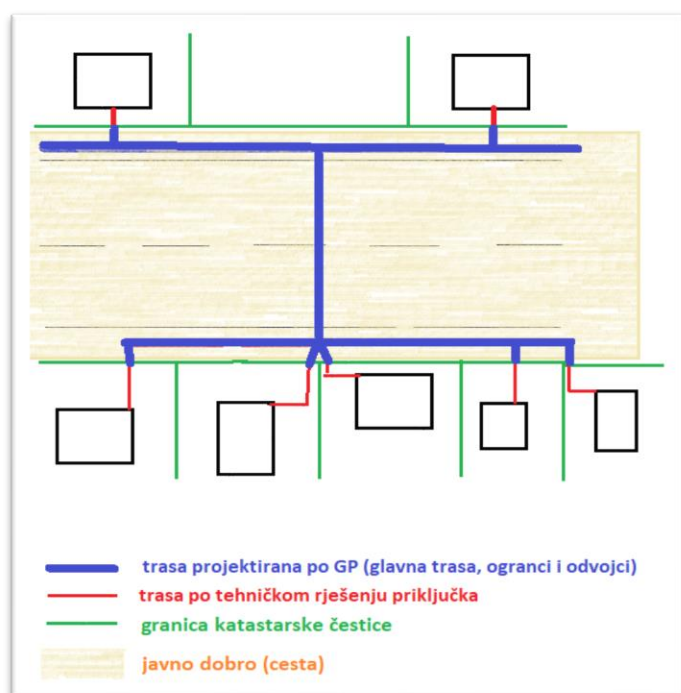 trasa projektirana po GP (glavna trasa, ogranci i odvojci)
trasa po tehničkom rješenju priključka
granica katastarske čestice
javno dobro (cesta)